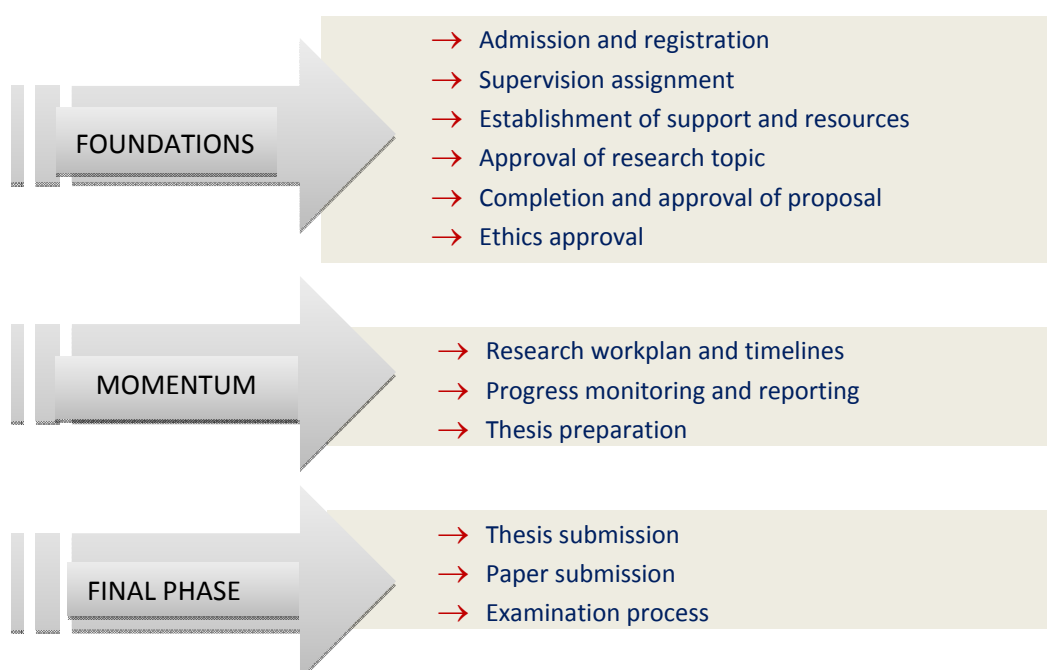 FOUNDATIONS
→ Admission and registration
→ Supervision assignment
→ Establishment of support and resources
→ Approval of research topic
→ Completion and approval of proposal
→ Ethics approval
MOMENTUM
→ Research workplan and timelines
→ Progress monitoring and reporting
→ Thesis preparation
FINAL PHASE
→ Thesis submission
→ Paper submission
→ Examination process